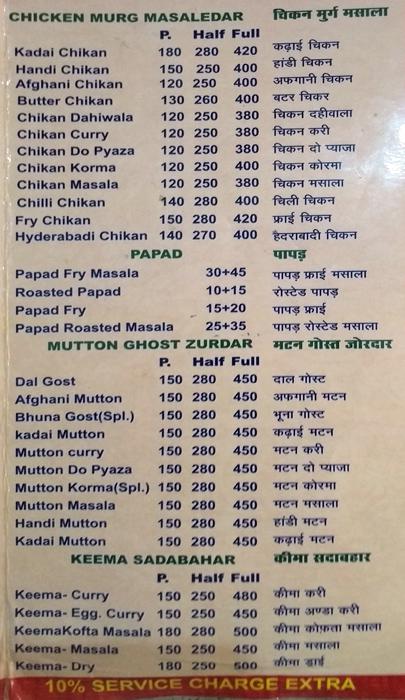 CHICKEN MURG MASALEDAR चिकन मुर्ग मसाला
P. Half Full
Kadai Chikan 180 280 420 कढ़ाई चिकन
Handi Chikan 150 250 400 हांडी चिकन
Afghani Chikan 120 250 400 अफगानी चिकन
Butter Chikan 130 260 400 बटर चिकर
Chikan Dahiwala 120 250 380 चिकन दहीवाला
Chikan Curry 120 250 380 चिकन करी
Chikan Do Pyaza 120 250 380 चिकन दो प्याजा
Chikan Korma 120 250 400 चिकन कोरमा
Chikan Masala 120 250 380 चिकन मसाला
Chilli Chikan 140 280 400 चिली चिकन
Fry Chikan 150 280 420 फ्राई चिकन
Hyderabadi Chikan 140 270 400 हैदराबादी चिकन
PAPAD पापड़
Papad Fry Masala 30+45 पापड़ फ्राई मसाला
Roasted Papad 10+15 रोस्टेड पापड़
Papad Fry 15+20 पापड़ फ्राई
Papad Roasted Masala 25+35 पापड़ रोस्टेड मसाला
MUTTON GHOST ZURDAR मटन गोस्त जोरदार
P. Half Full
Dal Gost 150 280 450 दाल गोस्ट
Afghani Mutton 150 280 450 अफगानी मटन
Bhuna Gost(Spl.) 150 280 450 भूना गोस्ट
kadai Mutton 150 280 450 कढ़ाई मटन
Mutton curry 150 280 450 मटन करी
Mutton Do Pyaza 150 280 450 मटन दो प्याजा
Mutton Korma(Spl.) 150 280 450 मटन कोरमा
Mutton Masala 150 280 450 मटन मसाला
Handi Mutton 150 280 450 हांडी मटन
Kadai Mutton 150 280 450 कढ़ाई मटन
KEEMA SADABAHAR कीमा सदाबहार
P. Half Full
Keema- Curry 150 250 480 कीमा करी
Keema- Egg. Curry 150 250 450 कीमा अण्डा करी
KeemaKofta Masala 180 280 500 कीमा कोफ़ता मसाला
Keema- Masala 150 250 450 कीमा मसाला
Keema- Dry 180 250 500 कीमा ड्राई
10% SERVICE CHARGE EXTRA